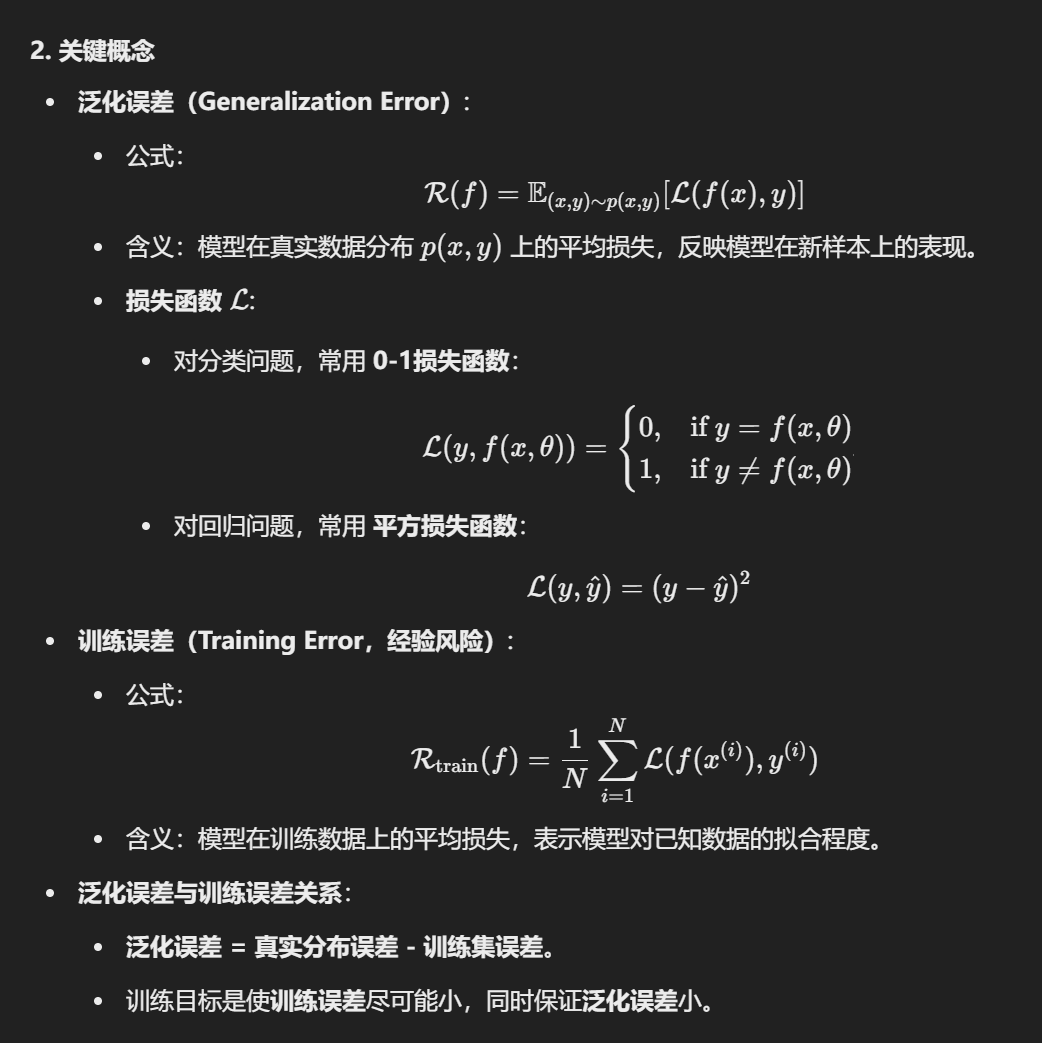 2. 关键概念
• 泛化误差（Generalization Error）：
• 公式：
$\mathcal{R}(f) = \mathbb{E}_{(x,y)\sim p(x,y)}[\mathcal{L}(f(x), y)]$
• 含义：模型在真实数据分布 $p(x, y)$ 上的平均损失，反映模型在新样本上的表现。
• 损失函数 $\mathcal{L}$:
• 对分类问题，常用 0-1损失函数：
$\mathcal{L}(y, f(x, \theta)) = \begin{cases} 0, & \text{if } y = f(x, \theta) \\ 1, & \text{if } y \neq f(x, \theta) \end{cases}$
• 对回归问题，常用 平方损失函数：
$\mathcal{L}(y, \hat{y}) = (y - \hat{y})^2$
• 训练误差（Training Error，经验风险）：
• 公式：
$\mathcal{R}_{\text{train}}(f) = \frac{1}{N} \sum_{i=1}^{N} \mathcal{L}(f(x^{(i)}), y^{(i)})$
• 含义：模型在训练数据上的平均损失，表示模型对已知数据的拟合程度。
• 泛化误差与训练误差关系：
• 泛化误差 = 真实分布误差 - 训练集误差。
• 训练目标是使训练误差尽可能小，同时保证泛化误差小。